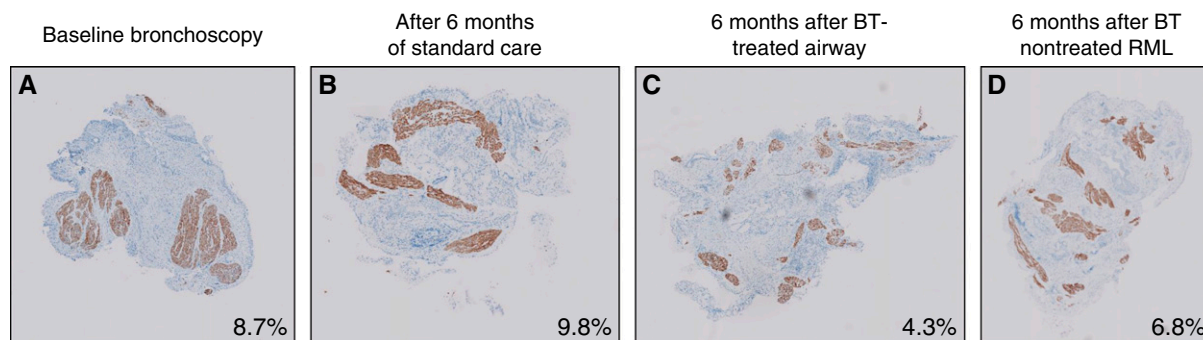 Baseline bronchoscopy
After 6 months
of standard care
6 months after BT-
treated airway
6 months after BT
nontreated RML
A
B
C
D
8.7%
9.8%
4.3%
6.8%